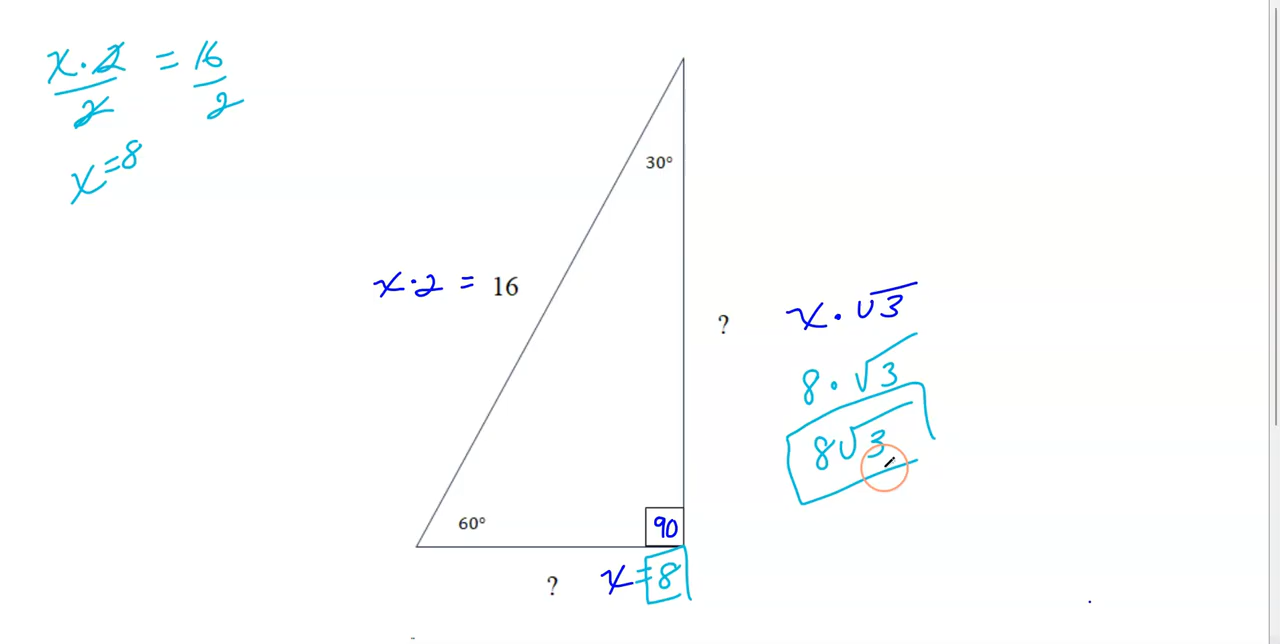 x · 2 = 16
2 2
x = 8
30°
x · 2 = 16
? x · √3
8 · √3
8√3
60°
90
? x = 8